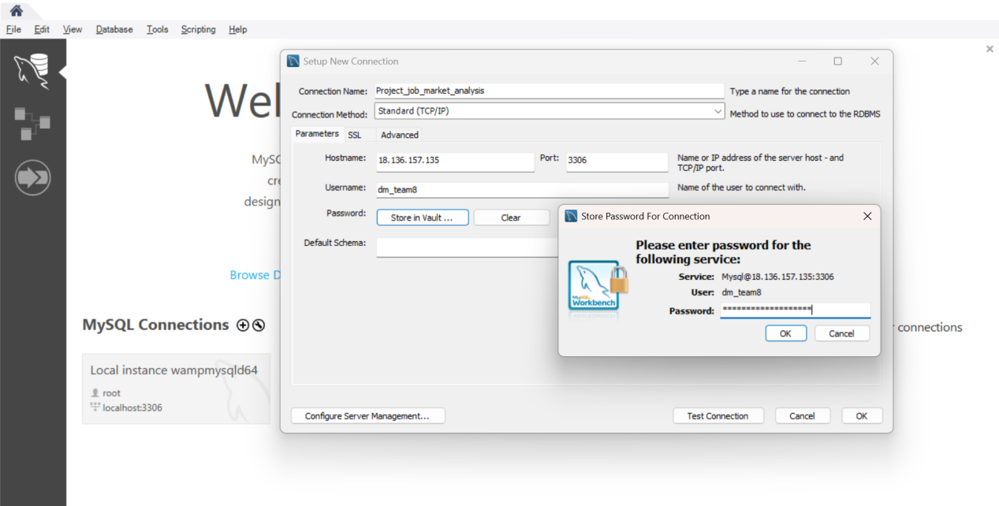 File Edit View Database Tools Scripting Help
Wel
MySQ
cre
design
Browse D
MySQL Connections
r connections
Local instance wampmysqld64
root
localhost:3306
Setup New Connection
Connection Name: Project_job_market_analysis Type a name for the connection
Connection Method: Standard (TCP/IP) Method to use to connect to the RDBMS
Parameters SSL Advanced
Hostname: 18.136.157.135 Port: 3306 Name or IP address of the server host - and
TCP/IP port.
Username: dm_team8 Name of the user to connect with.
Password: Store in Vault ... Clear
Default Schema:
Store Password For Connection
Please enter password for the
following service:
Service: Mysql@18.136.157.135:3306
User: dm_team8
Password: *******************
MySQL
Workbench
OK Cancel
Configure Server Management... Test Connection Cancel OK